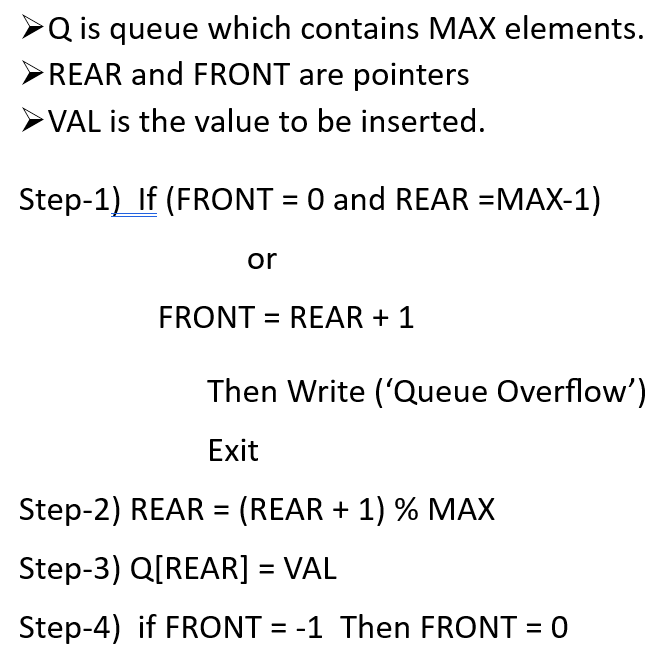 ➢Q is queue which contains MAX elements.
➢REAR and FRONT are pointers
➢VAL is the value to be inserted.
Step-1) If (FRONT = 0 and REAR =MAX-1)
or
FRONT = REAR + 1
Then Write (‘Queue Overflow’)
Exit
Step-2) REAR = (REAR + 1) % MAX
Step-3) Q[REAR] = VAL
Step-4) if FRONT = -1 Then FRONT = 0